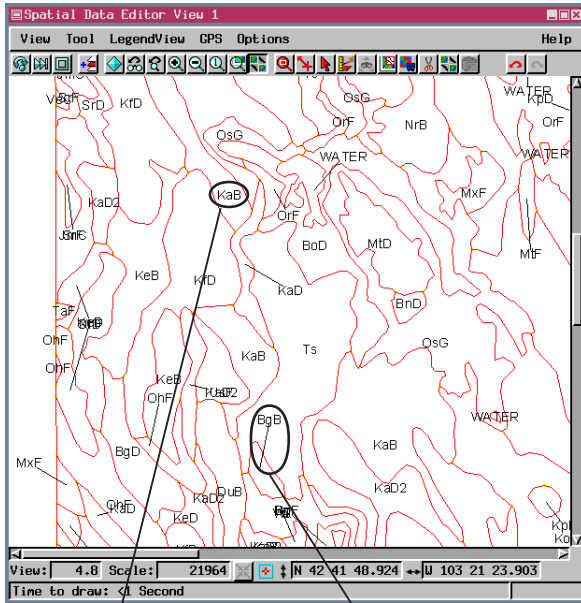 Spatial Data Editor View 1
View Tool LegendView GPS Options Help
OsG
WATER
KpD
SrD
KfD
OrF
NrB
OrF
OsG
WATER
WATER
KaB
MxF
KaD2
OrF
BoD
MtD
MtF
KeB
KfD
KaD
BnD
TaF
OhF
Ts
OsG
KaB
OhF
KeB
OhF
BgB
WATER
BgD
KaB
MxF
KaD2
DuB
KaD2
OhF
KaD
KeD
View: 4.8 Scale: 21964 N 42 41 48.924 W 103 21 23.903
Time to draw: <1 Second